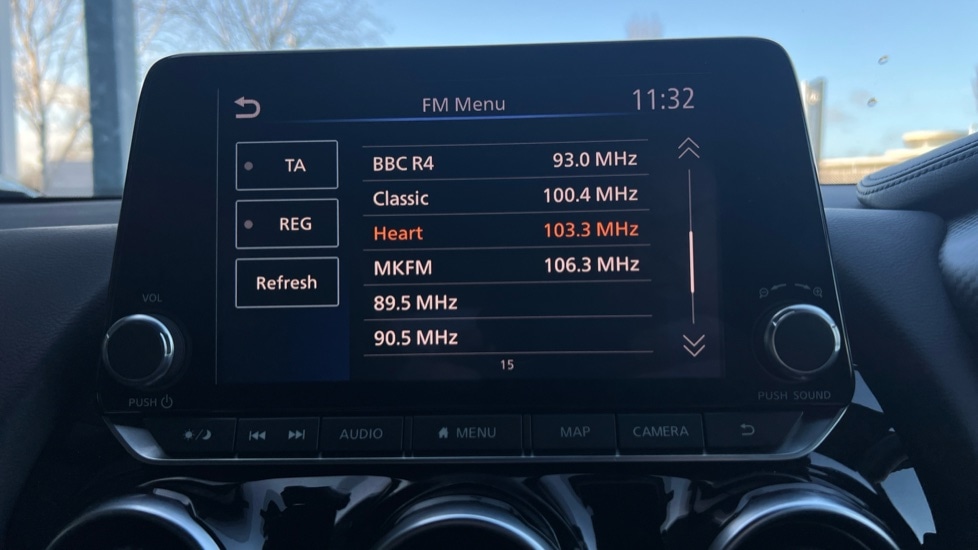 FM Menu
11:32
TA
REG
Refresh
BBC R4 93.0 MHz
Classic 100.4 MHz
Heart 103.3 MHz
MKFM 106.3 MHz
89.5 MHz
90.5 MHz
15
VOL
PUSH
PUSH SOUND
AUDIO
MENU
MAP
CAMERA